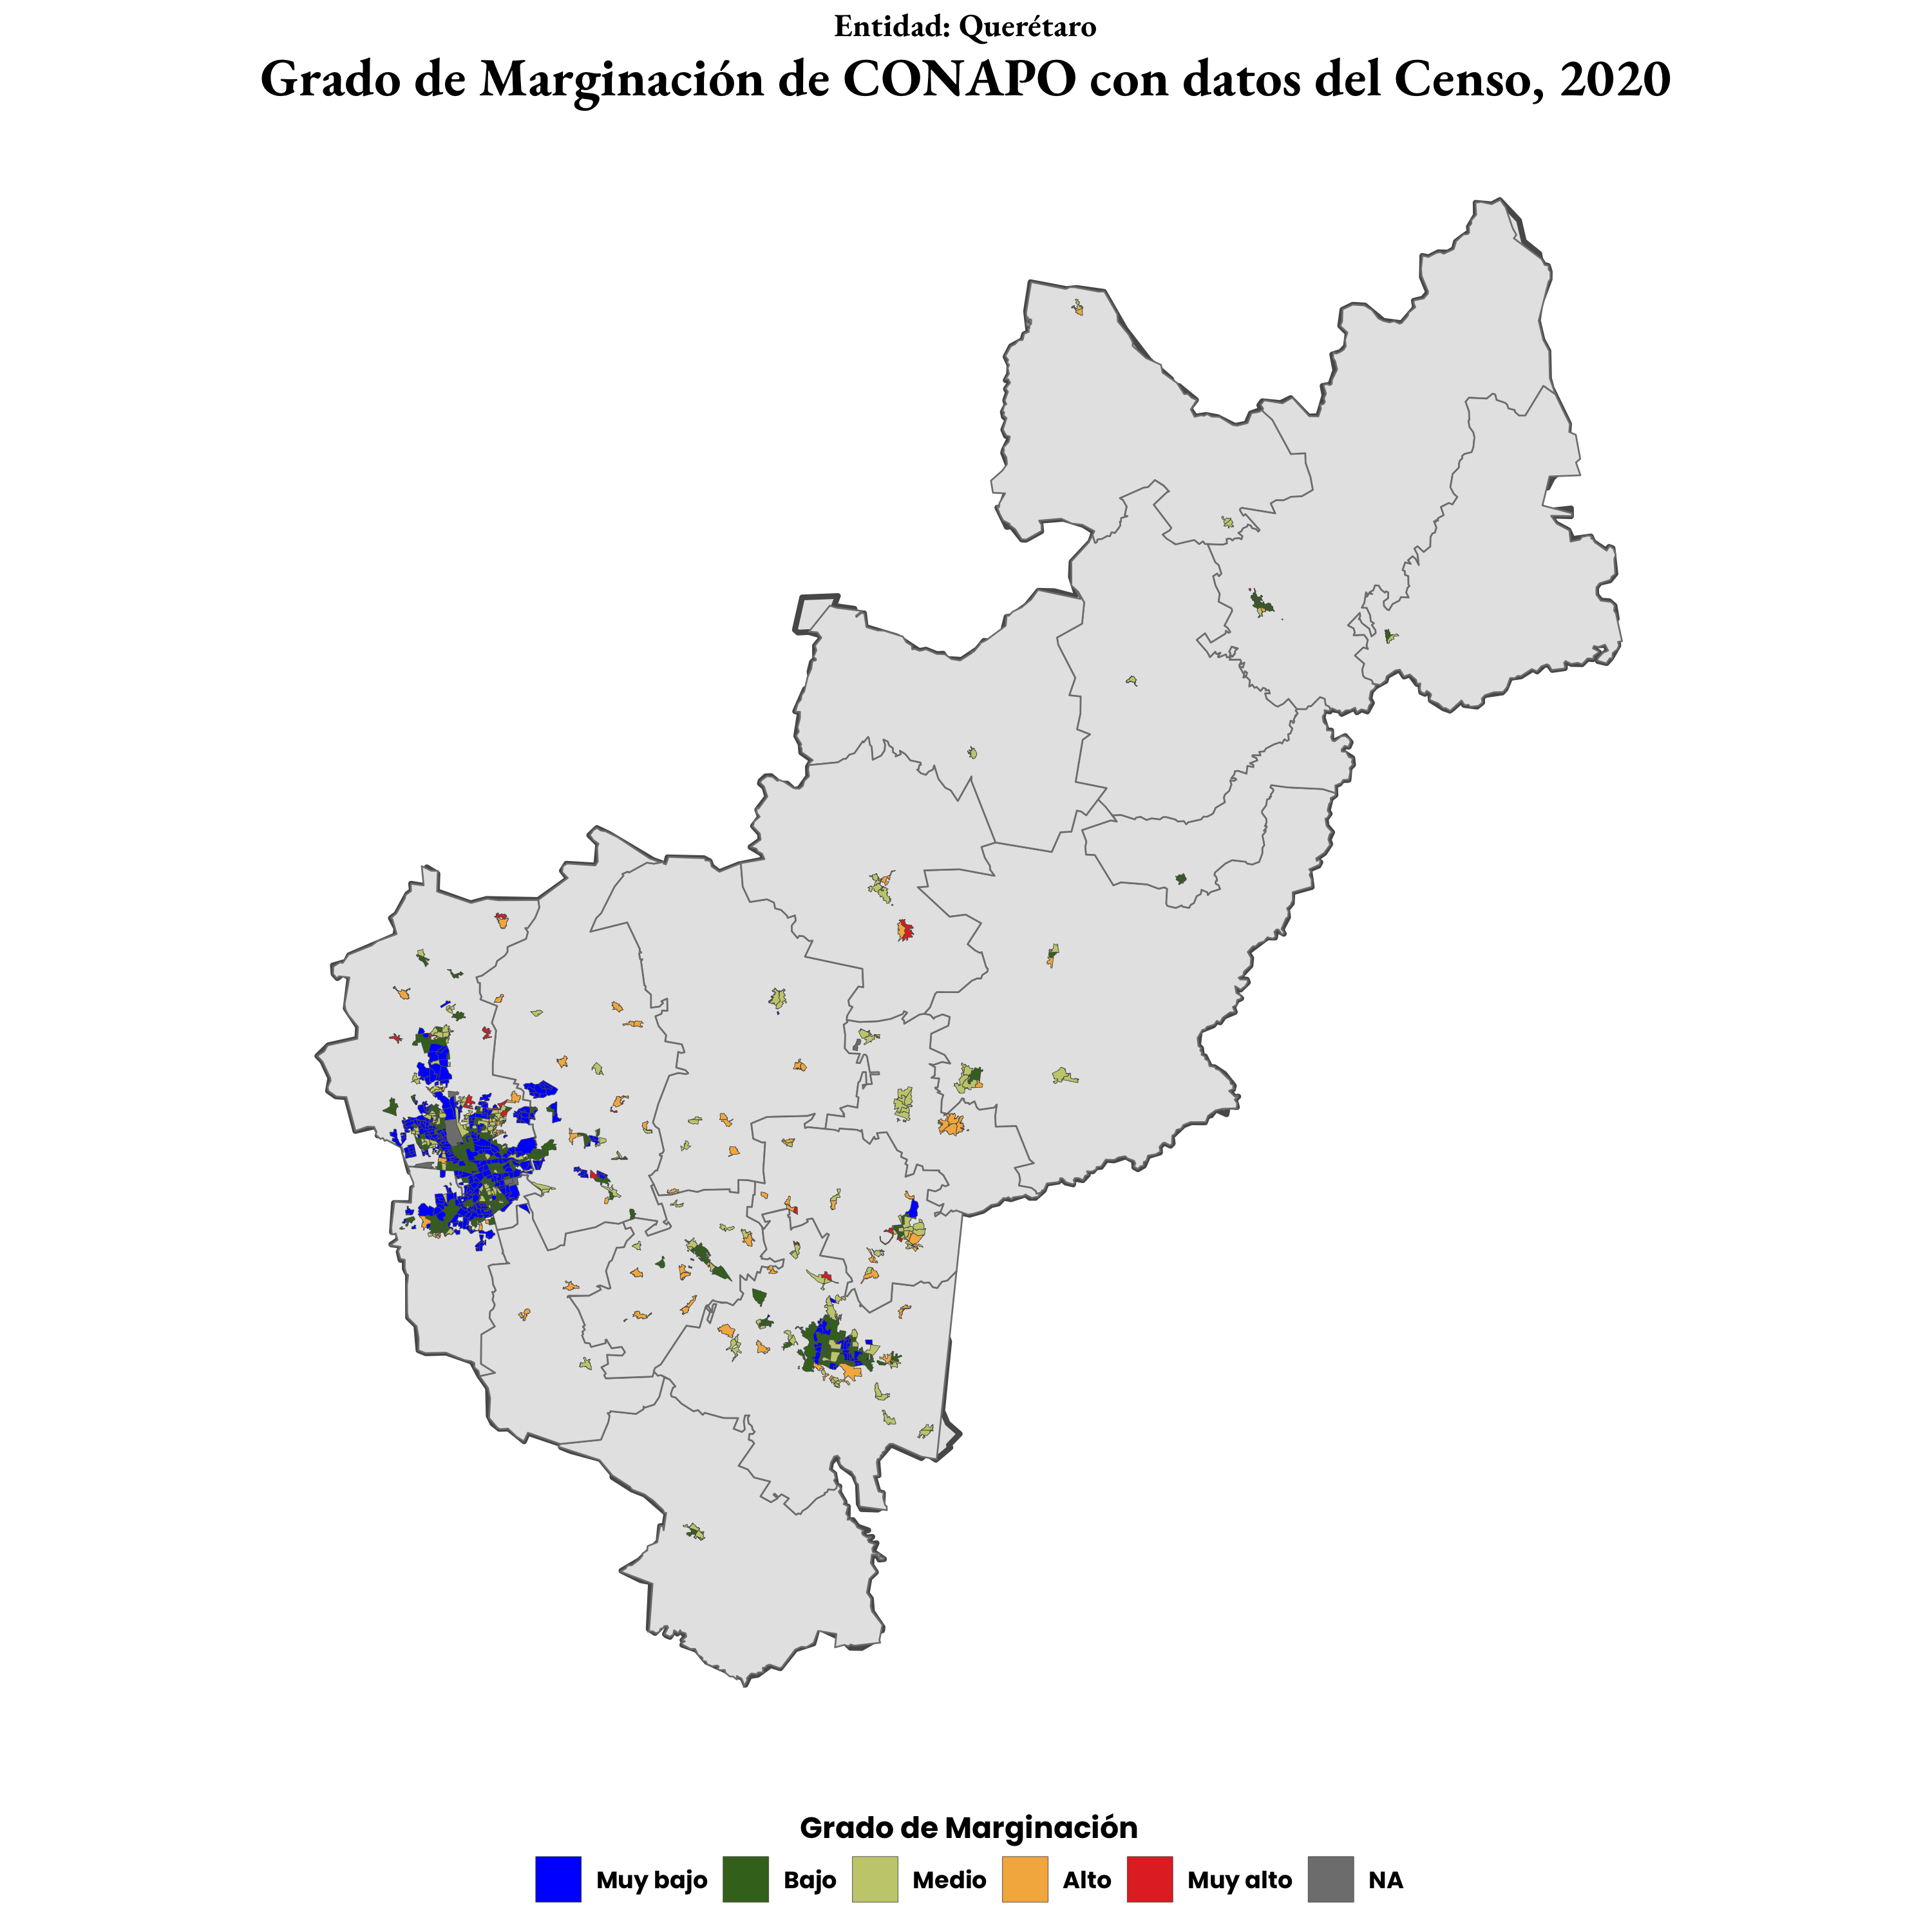 Entidad: Querétaro
Grado de Marginación de CONAPO con datos del Censo, 2020
Grado de Marginación
Muy bajo Bajo Medio Alto Muy alto NA